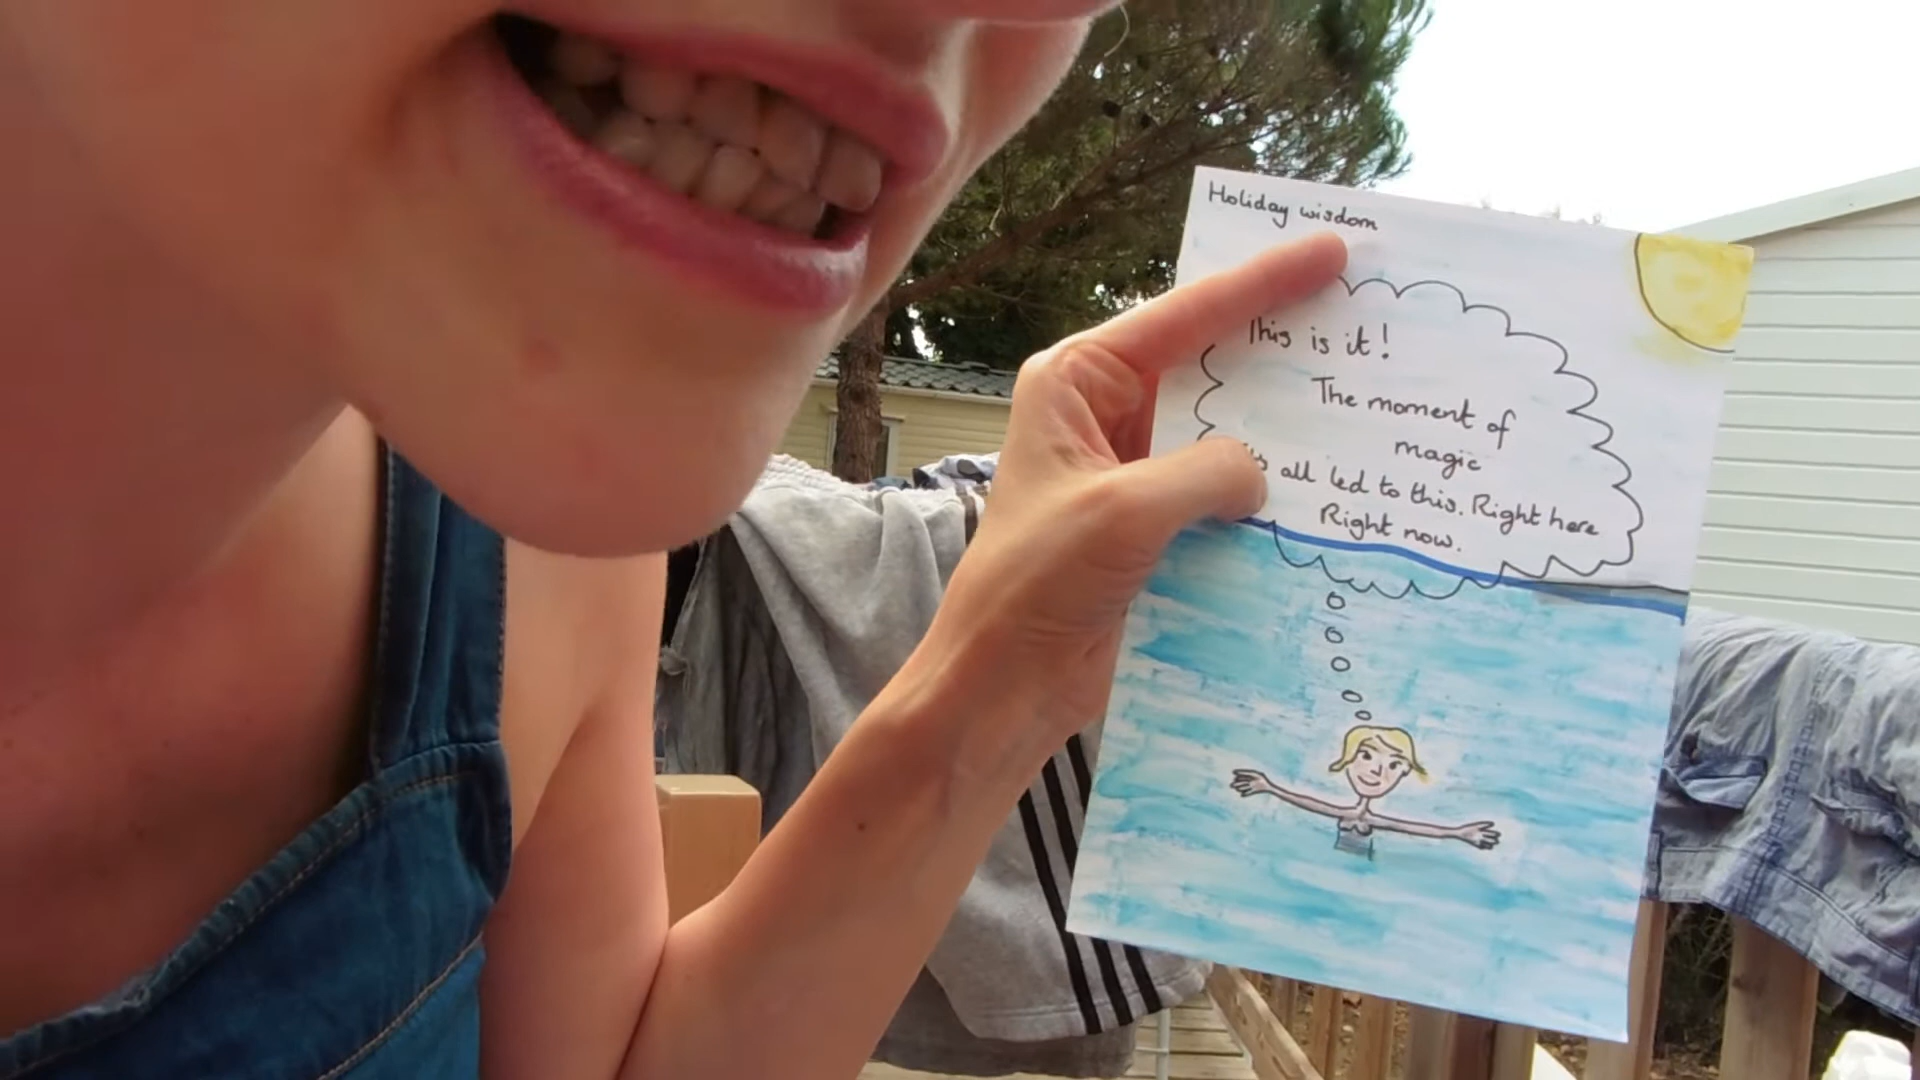 Holiday wisdom
This is it!
The moment of
magic
all led to this. Right here
Right now.